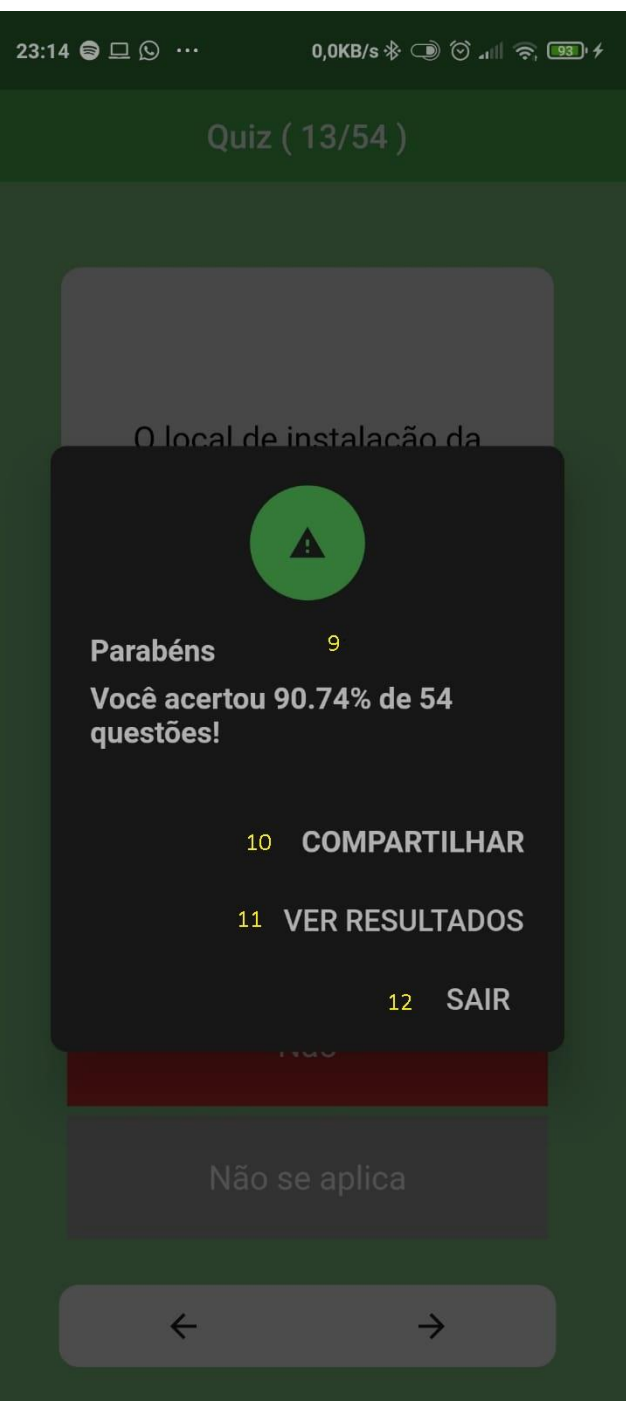 23:14 ... 0,0KB/s 93
Quiz ( 13/54 )
O local de instalação da
9
Parabéns
Você acertou 90.74% de 54
questões!
10 COMPARTILHAR
11 VER RESULTADOS
12 SAIR
Não
Não se aplica